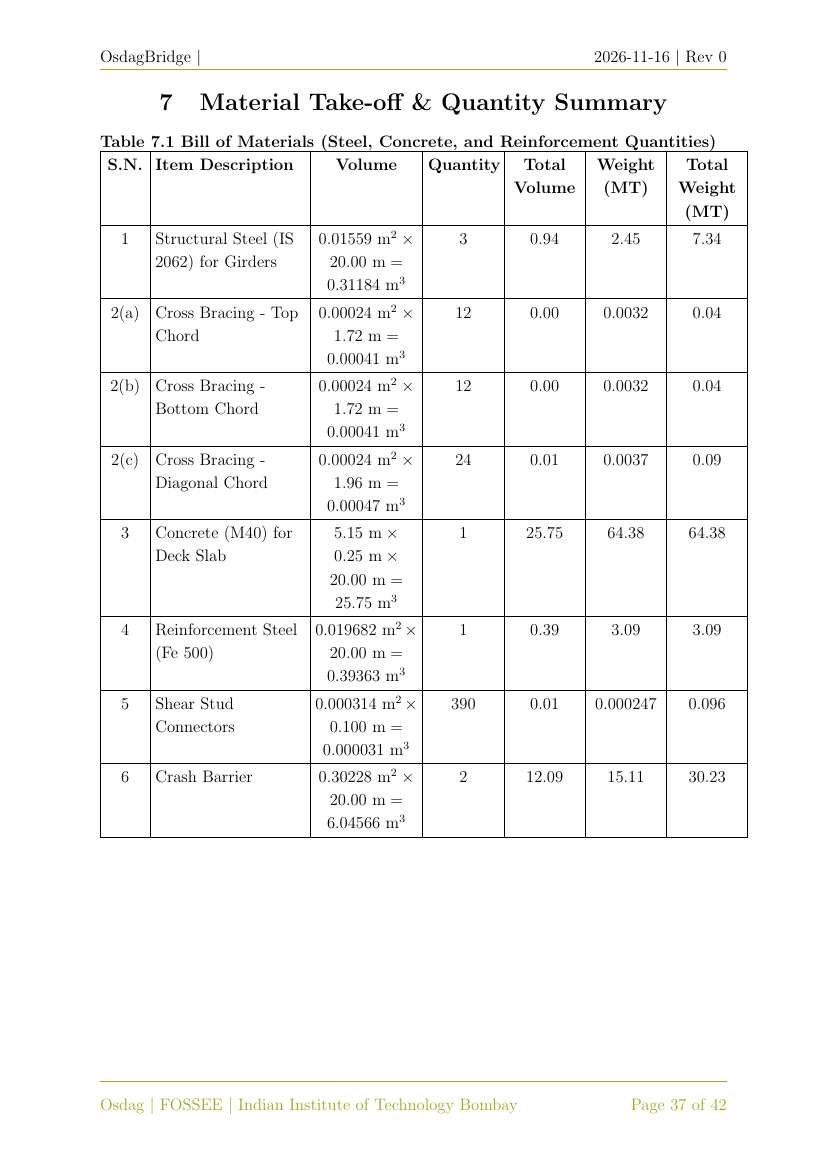 OsdagBridge | 2026-11-16 | Rev 0
7 Material Take-off & Quantity Summary
Table 7.1 Bill of Materials (Steel, Concrete, and Reinforcement Quantities)
S.N. Item Description Volume Quantity Total Weight Total
Volume (MT) Weight
(MT)
1 Structural Steel (IS 0.01559 m² × 3 0.94 2.45 7.34
2062) for Girders 20.00 m =
0.31184 m³
2(a) Cross Bracing - Top 0.00024 m² × 12 0.00 0.0032 0.04
Chord 1.72 m =
0.00041 m³
2(b) Cross Bracing - 0.00024 m² × 12 0.00 0.0032 0.04
Bottom Chord 1.72 m =
0.00041 m³
2(c) Cross Bracing - 0.00024 m² × 24 0.01 0.0037 0.09
Diagonal Chord 1.96 m =
0.00047 m³
3 Concrete (M40) for 5.15 m × 1 25.75 64.38 64.38
Deck Slab 0.25 m ×
20.00 m =
25.75 m³
4 Reinforcement Steel 0.019682 m² × 1 0.39 3.09 3.09
(Fe 500) 20.00 m =
0.39363 m³
5 Shear Stud 0.000314 m² × 390 0.01 0.000247 0.096
Connectors 0.100 m =
0.000031 m³
6 Crash Barrier 0.30228 m² × 2 12.09 15.11 30.23
20.00 m =
6.04566 m³
Osdag | FOSSEE | Indian Institute of Technology Bombay Page 37 of 42